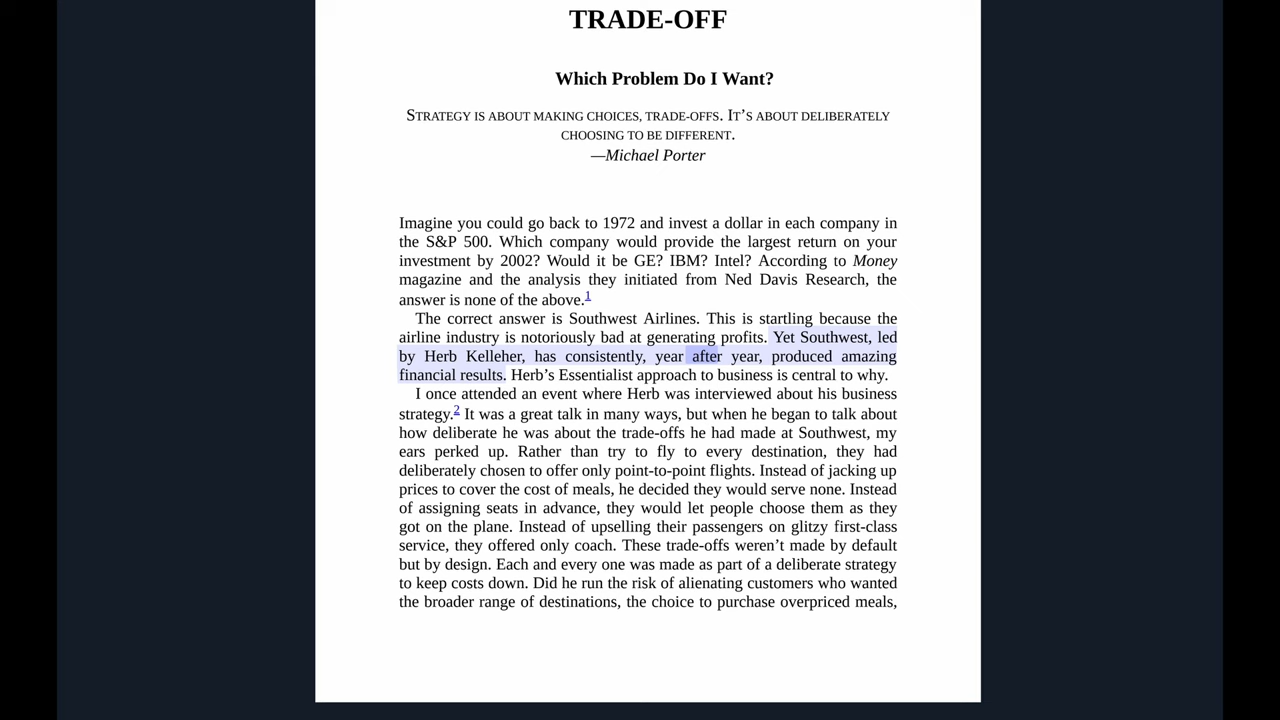 TRADE-OFF
Which Problem Do I Want?
STRATEGY IS ABOUT MAKING CHOICES, TRADE-OFFS. IT’S ABOUT DELIBERATELY
CHOOSING TO BE DIFFERENT.
—Michael Porter
Imagine you could go back to 1972 and invest a dollar in each company in
the S&P 500. Which company would provide the largest return on your
investment by 2002? Would it be GE? IBM? Intel? According to Money
magazine and the analysis they initiated from Ned Davis Research, the
answer is none of the above.1
The correct answer is Southwest Airlines. This is startling because the
airline industry is notoriously bad at generating profits. Yet Southwest, led
by Herb Kelleher, has consistently, year after year, produced amazing
financial results. Herb’s Essentialist approach to business is central to why.
I once attended an event where Herb was interviewed about his business
strategy.2 It was a great talk in many ways, but when he began to talk about
how deliberate he was about the trade-offs he had made at Southwest, my
ears perked up. Rather than try to fly to every destination, they had
deliberately chosen to offer only point-to-point flights. Instead of jacking up
prices to cover the cost of meals, he decided they would serve none. Instead
of assigning seats in advance, they would let people choose them as they
got on the plane. Instead of upselling their passengers on glitzy first-class
service, they offered only coach. These trade-offs weren’t made by default
but by design. Each and every one was made as part of a deliberate strategy
to keep costs down. Did he run the risk of alienating customers who wanted
the broader range of destinations, the choice to purchase overpriced meals,